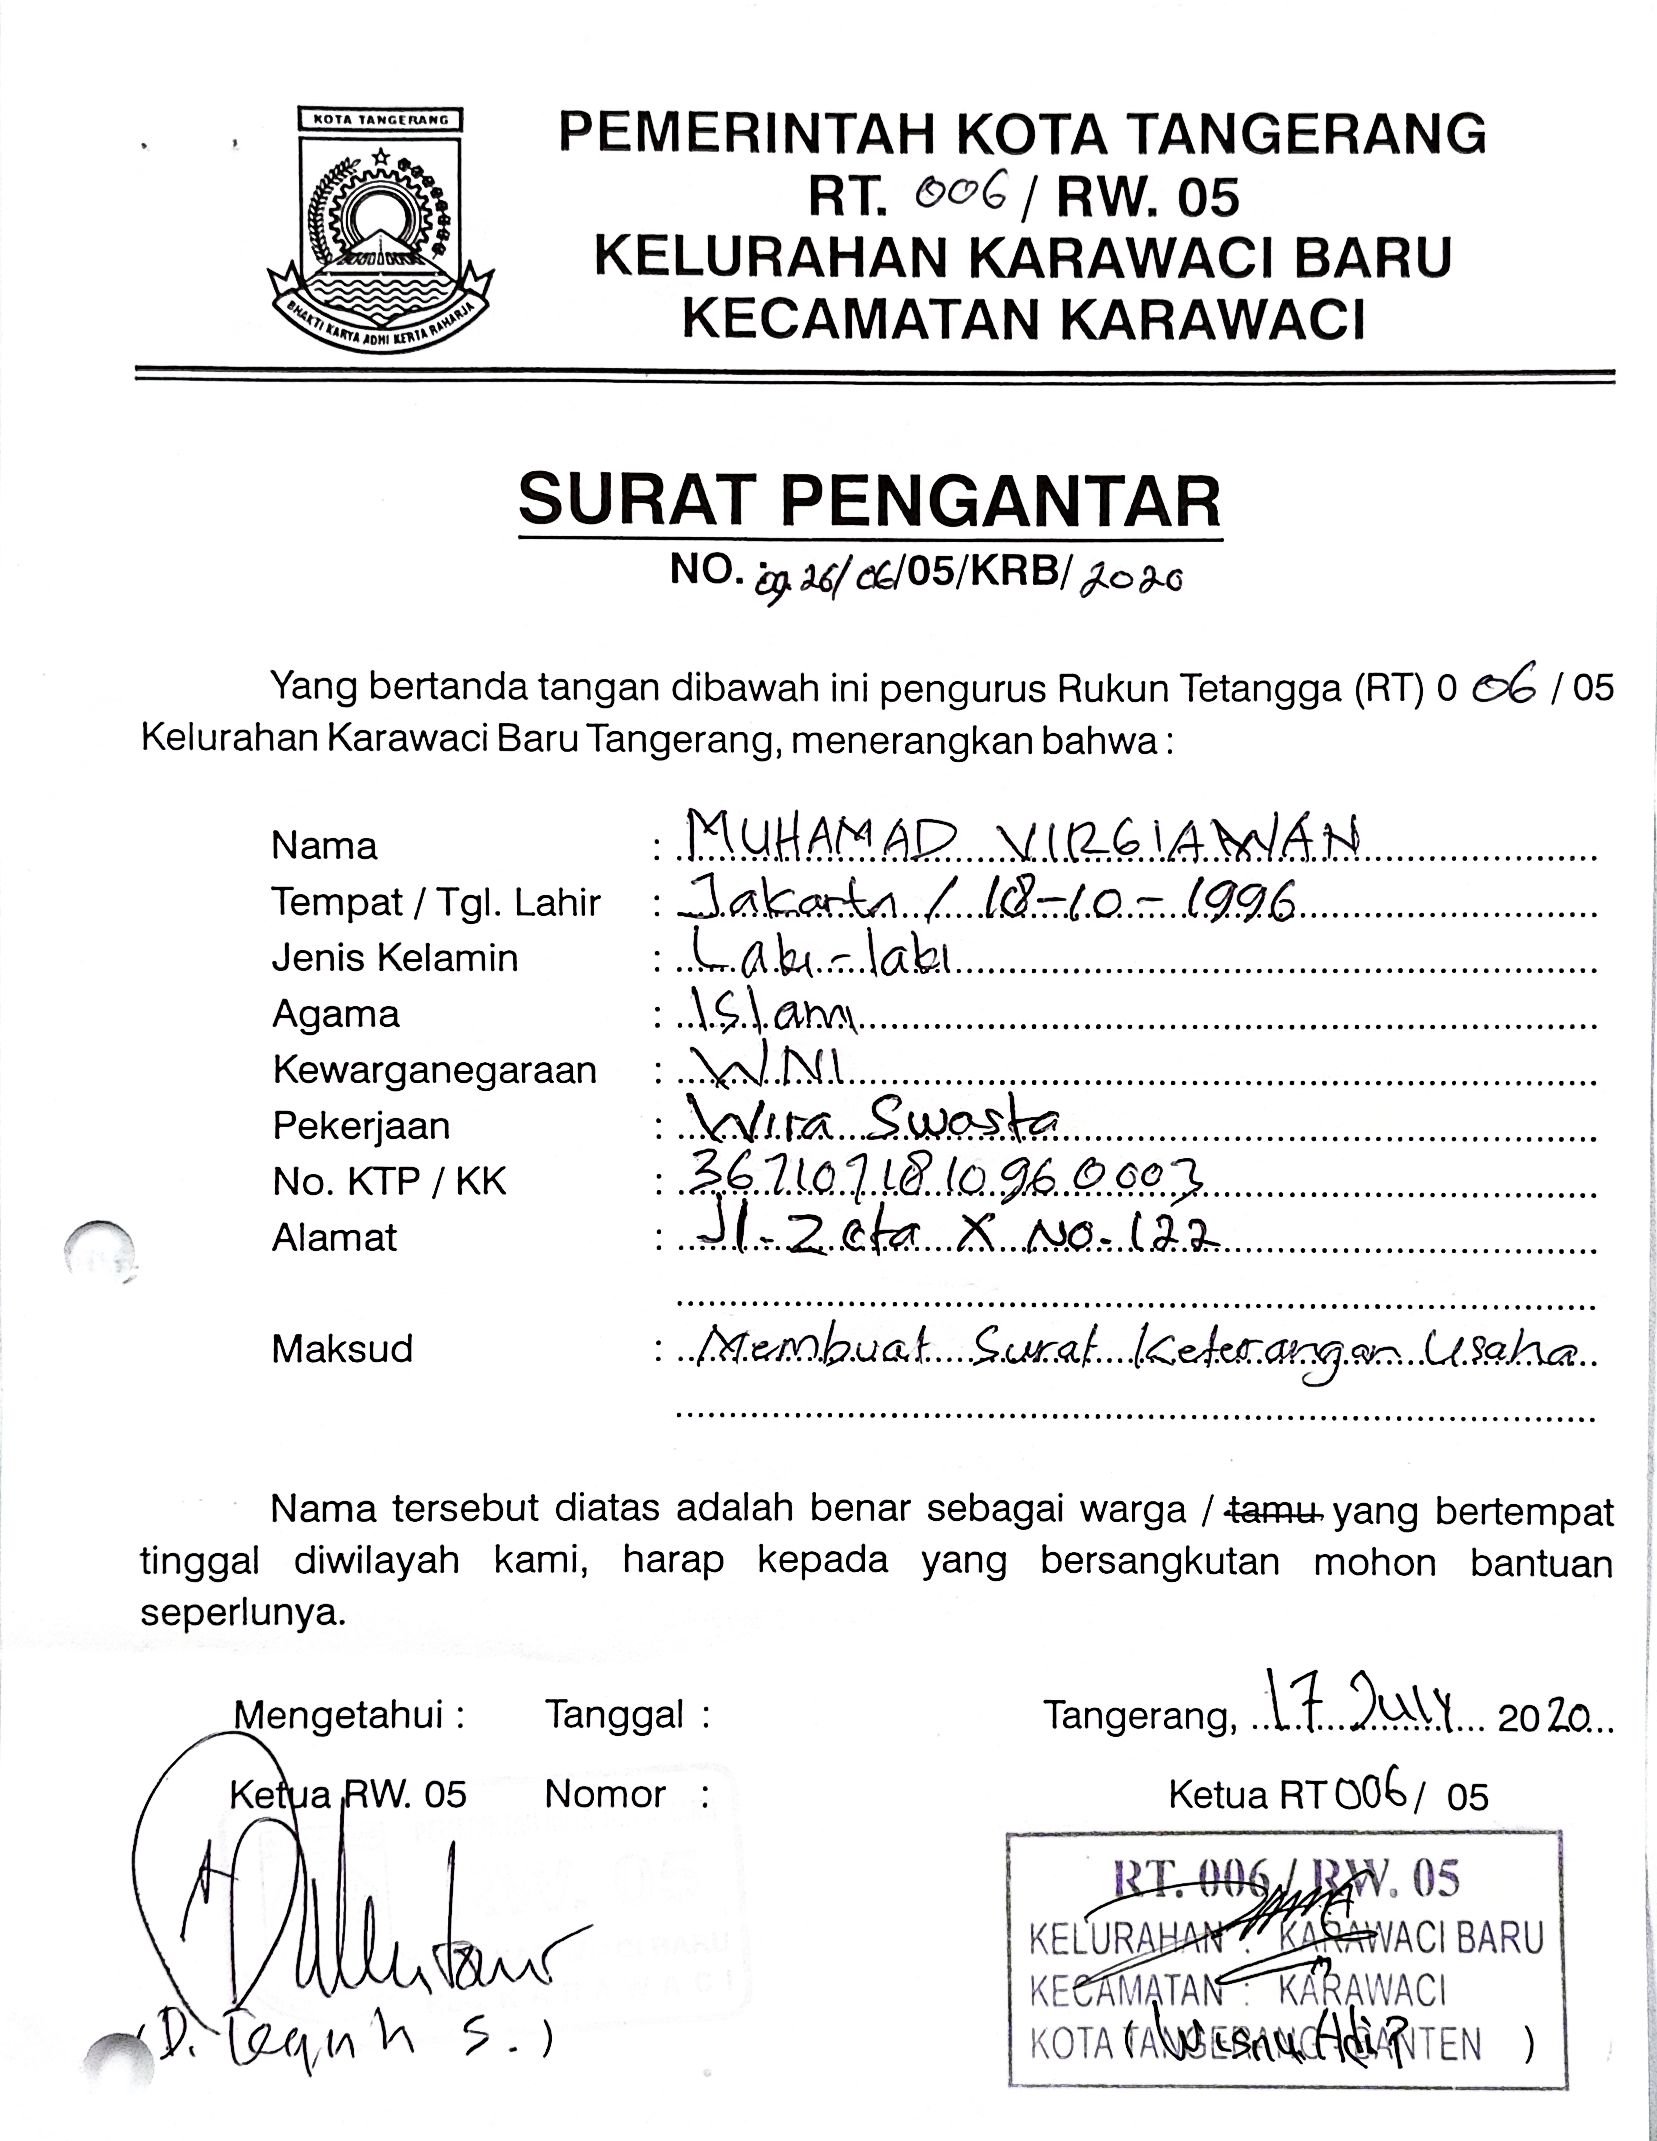 KOTA TANGERANG
BHAKTI KARYA ADHI KERTA RAHARJA
PEMERINTAH KOTA TANGERANG
RT. 006 / RW. 05
KELURAHAN KARAWACI BARU
KECAMATAN KARAWACI
SURAT PENGANTAR
NO. 26/06/05/KRB/2020
Yang bertanda tangan dibawah ini pengurus Rukun Tetangga (RT) 0 06 / 05
Kelurahan Karawaci Baru Tangerang, menerangkan bahwa :
Nama : MUHAMAD VIRGIAWAN
Tempat / Tgl. Lahir : Jakarta / 18-10-1996
Jenis Kelamin : Laki-laki
Agama : Islam
Kewarganegaraan : WNI
Pekerjaan : Wira Swasta
No. KTP / KK : 3671071810960003
Alamat : Jl. Zeta X No. 122
Maksud : Membuat Surat Keterangan Usaha
Nama tersebut diatas adalah benar sebagai warga / tamu yang bertempat
tinggal diwilayah kami, harap kepada yang bersangkutan mohon bantuan
seperlunya.
Mengetahui : Tanggal : Tangerang, 17 July 2020
Ketua RW. 05 Nomor : Ketua RT 006 / 05
RT. 006 / RW. 05
KELURAHAN : KARAWACI BARU
KECAMATAN : KARAWACI
KOTA TANGERANG - BANTEN
(D. Teguh S.) (Wisnu Adi P)